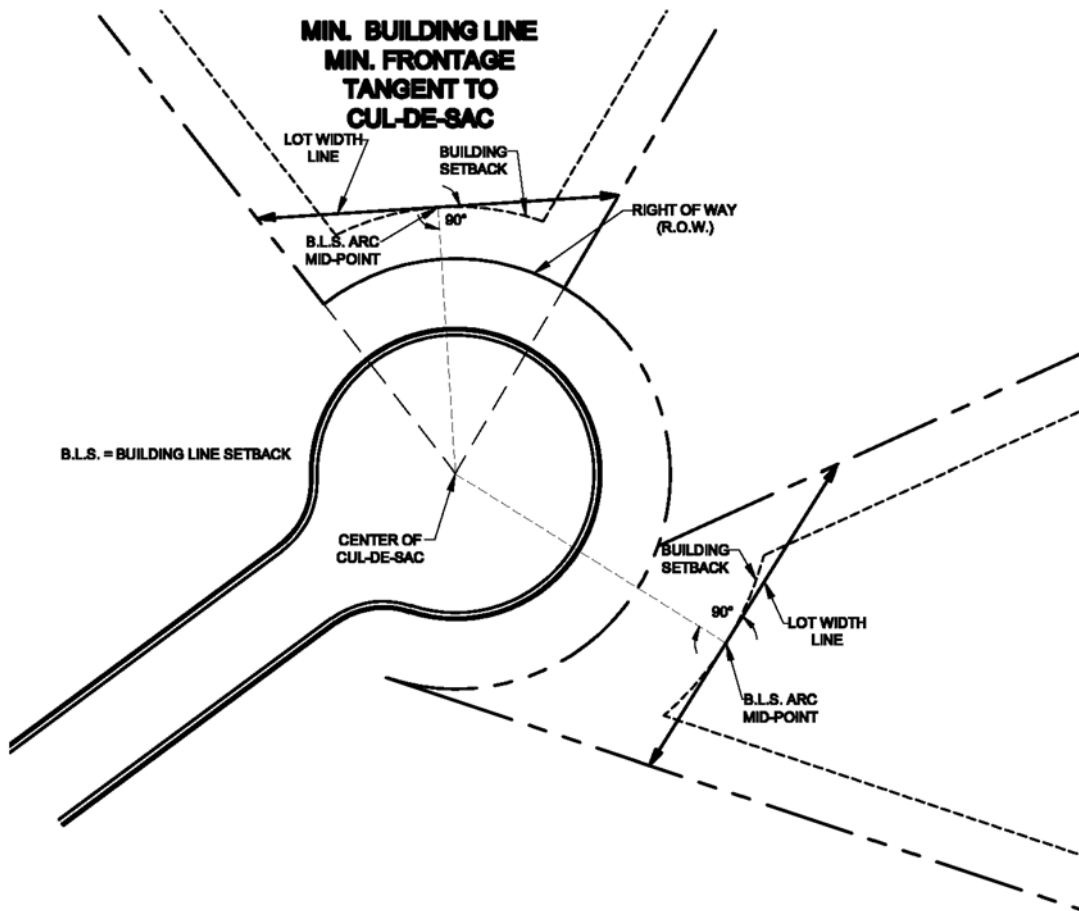 MIN. BUILDING LINE
MIN. FRONTAGE
TANGENT TO
CUL-DE-SAC
LOT WIDTH
LINE
BUILDING
SETBACK
90°
B.L.S. ARC
MID-POINT
RIGHT OF WAY
(R.O.W.)
B.L.S. = BUILDING LINE SETBACK
CENTER OF
CUL-DE-SAC
BUILDING
SETBACK
90°
LOT WIDTH
LINE
B.L.S. ARC
MID-POINT